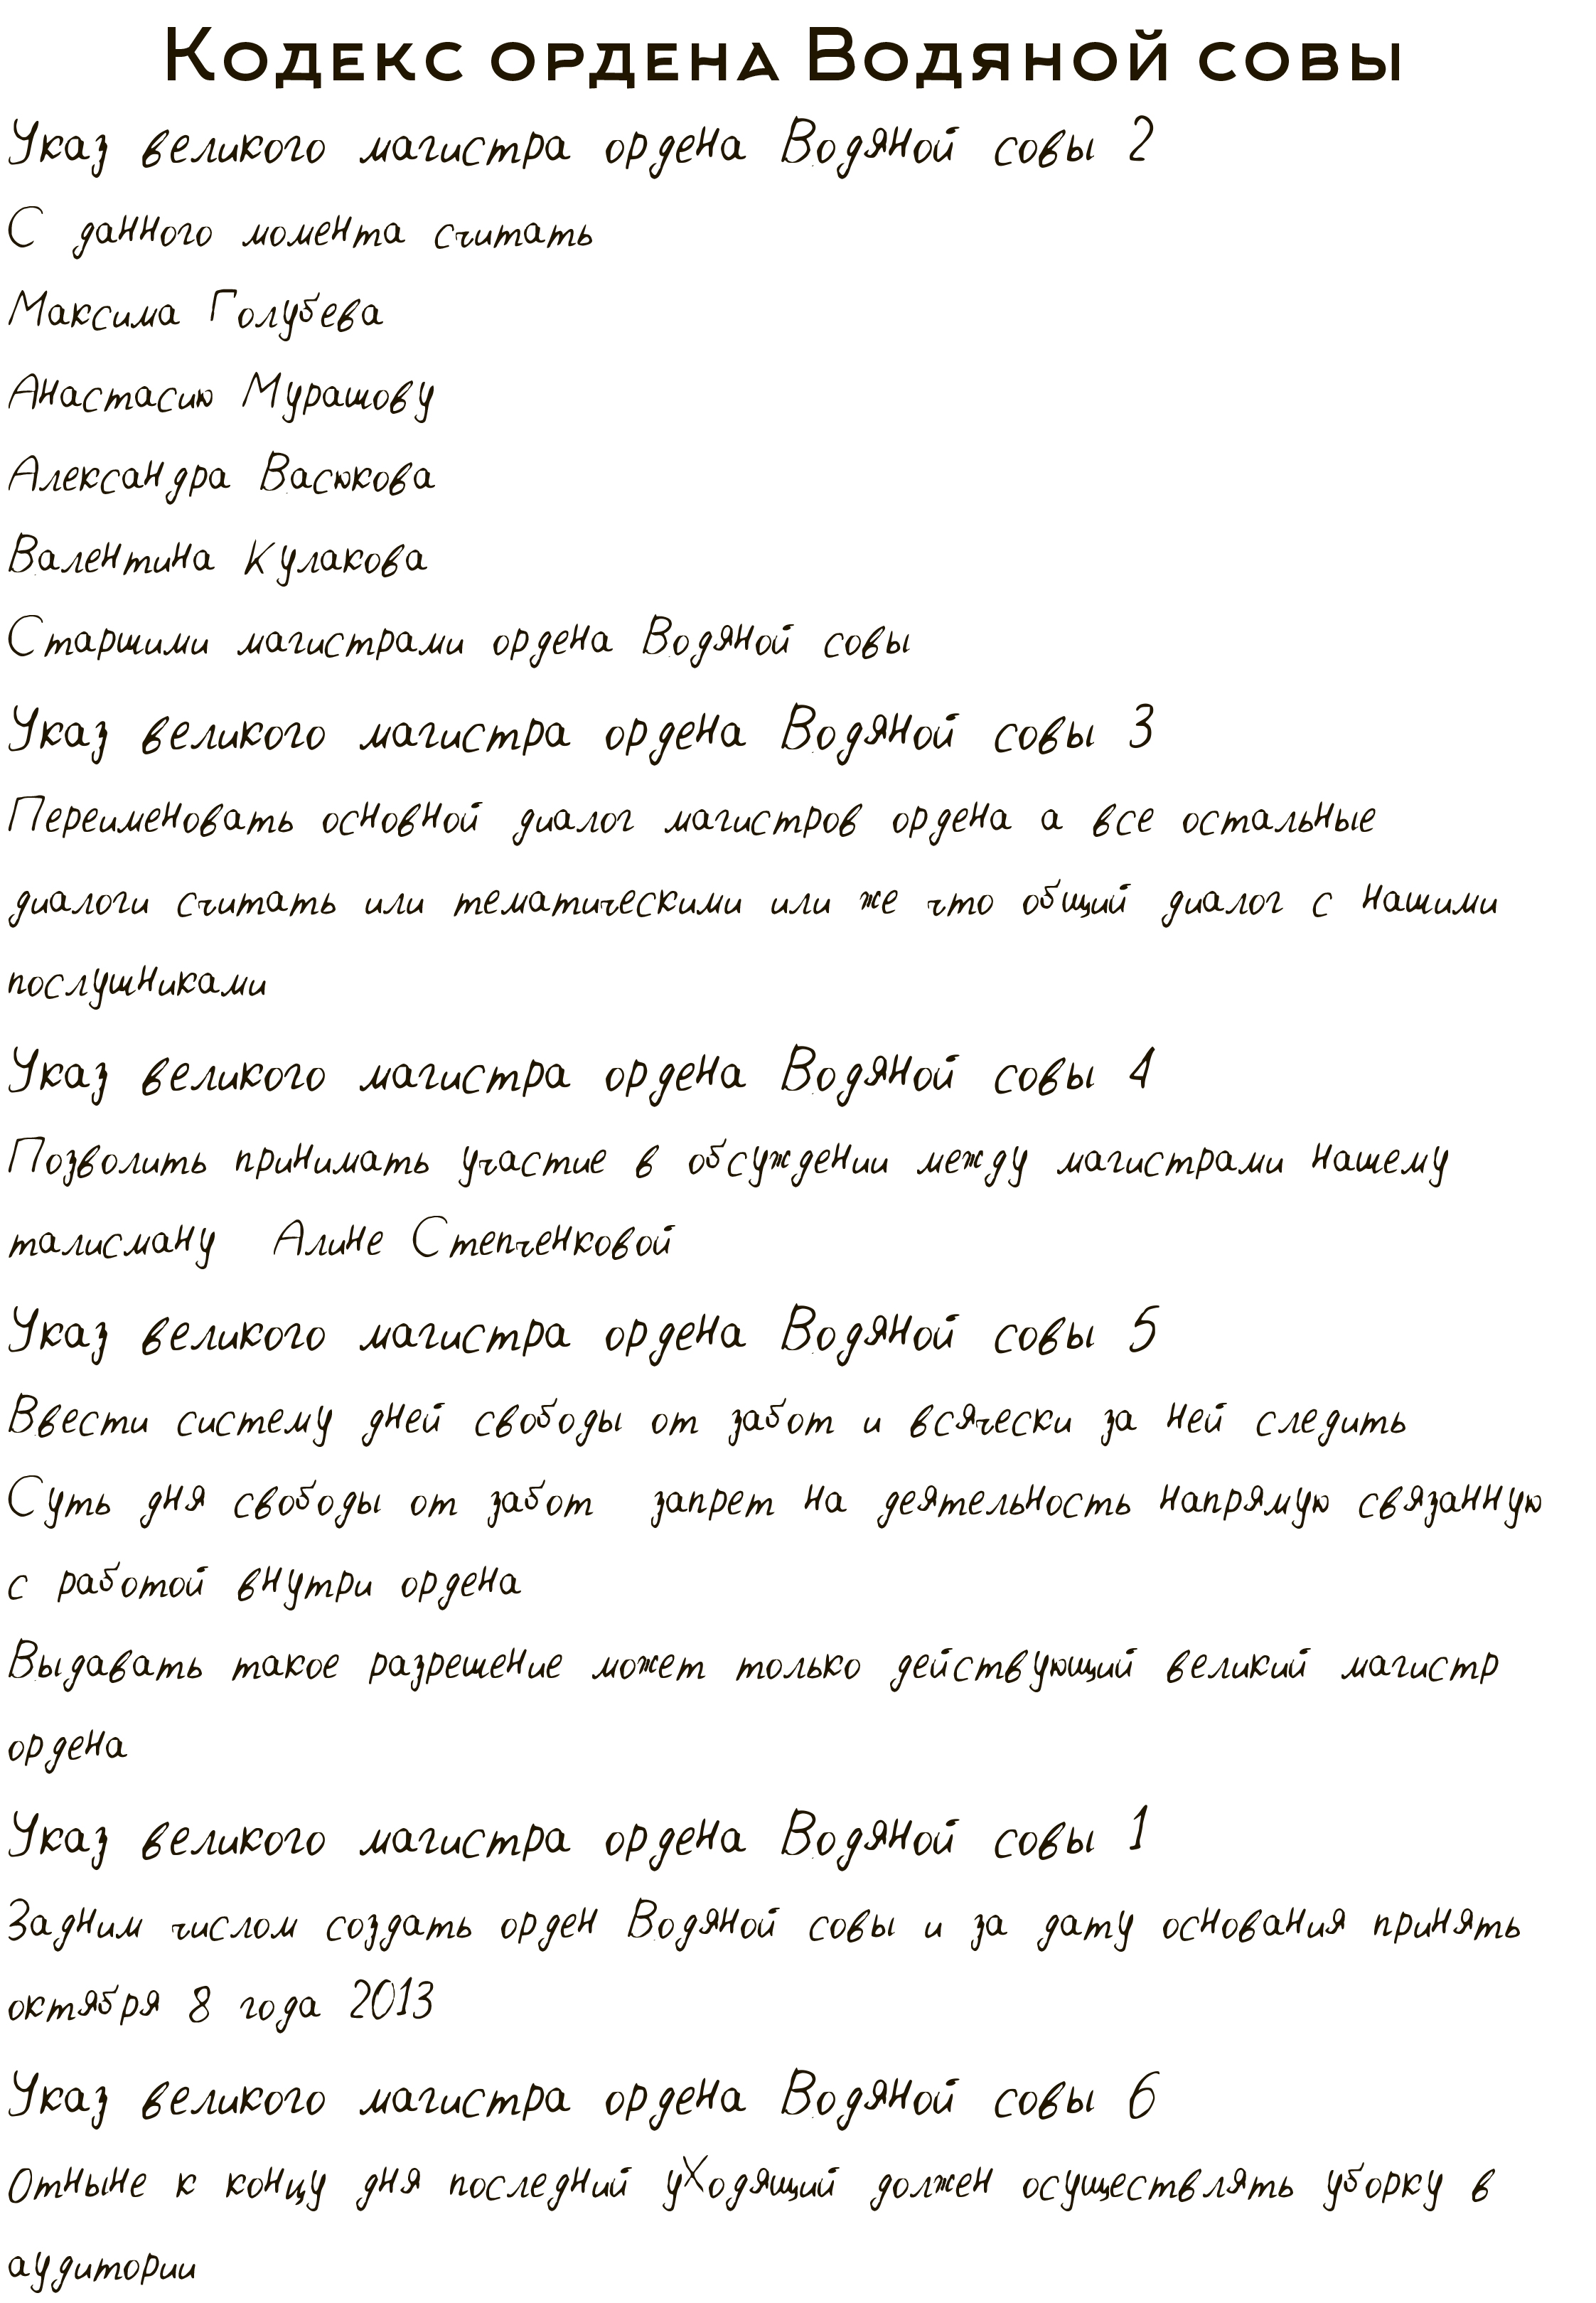 Кодекс ордена Водяной совы
Указ великого магистра ордена Водяной совы 2
С данного момента считать
Максима Голубева
Анастасию Мурашову
Александра Васюкова
Валентина Кулакова
Старшими магистрами ордена Водяной совы
Указ великого магистра ордена Водяной совы 3
Переименовать основной диалог магистров ордена а все остальные
диалоги считать или тематическими или же что общий диалог с нашими
послушниками
Указ великого магистра ордена Водяной совы 4
Позволить принимать участие в обсуждении между магистрами нашему
талисману Алине Степченковой
Указ великого магистра ордена Водяной совы 5
Ввести систему дней свободы от забот и всячески за ней следить
Суть дня свободы от забот запрет на деятельность напрямую связанную
с работой внутри ордена
Выдавать такое разрешение может только действующий великий магистр
ордена
Указ великого магистра ордена Водяной совы 1
Задним числом создать орден Водяной совы и за дату основания принять
октября 8 года 2013
Указ великого магистра ордена Водяной совы 6
Отныне к концу дня последний уходящий должен осуществлять уборку в
аудитории